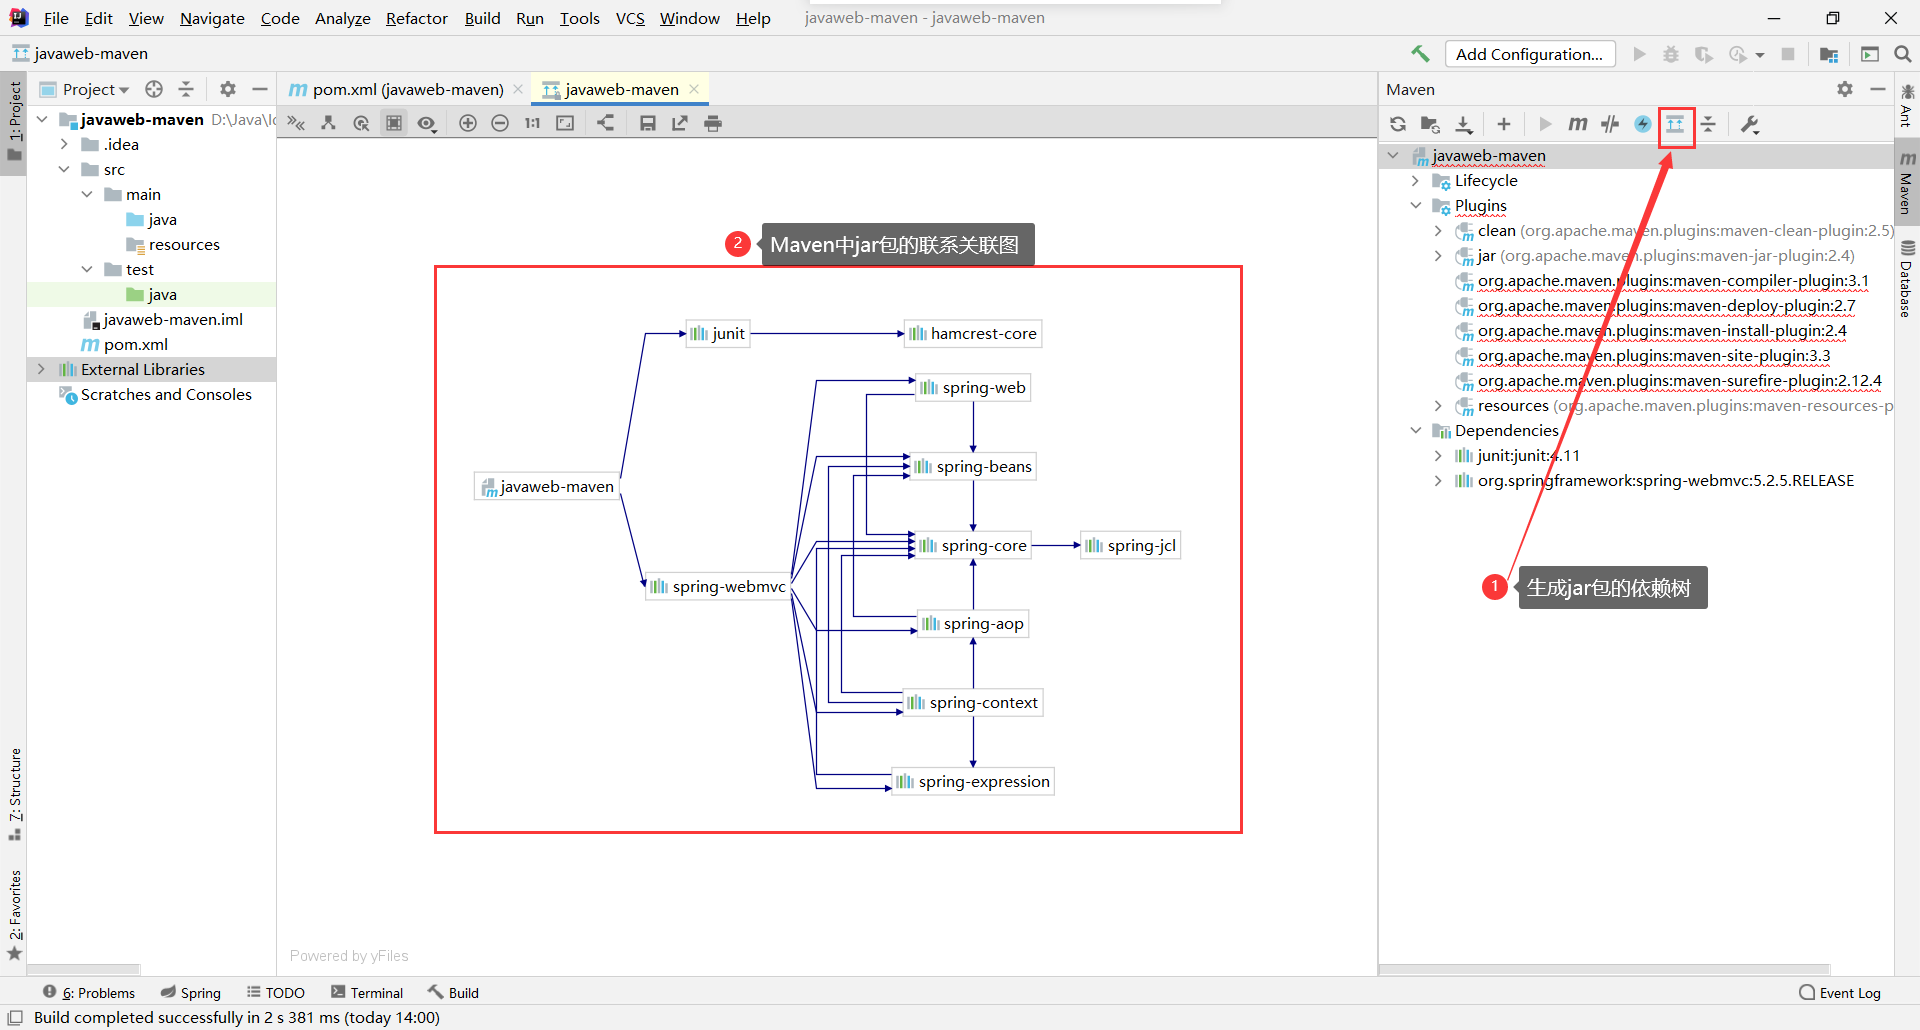 File Edit View Navigate Code Analyze Refactor Build Run Tools VCS Window Help javaweb-maven - javaweb-maven
javaweb-maven
Add Configuration...
1: Project
7: Structure
2: Favorites
Project
javaweb-maven D:\Java\Ic
.idea
src
main
java
resources
test
java
javaweb-maven.iml
pom.xml
External Libraries
Scratches and Consoles
pom.xml (javaweb-maven)
javaweb-maven
1:1
2 Maven中jar包的联系关联图
junit
hamcrest-core
spring-web
spring-beans
javaweb-maven
spring-core
spring-jcl
spring-webmvc
spring-aop
spring-context
spring-expression
Powered by yFiles
Maven
javaweb-maven
Lifecycle
Plugins
clean (org.apache.maven.plugins:maven-clean-plugin:2.5)
jar (org.apache.maven.plugins:maven-jar-plugin:2.4)
org.apache.maven.plugins:maven-compiler-plugin:3.1
org.apache.maven.plugins:maven-deploy-plugin:2.7
org.apache.maven.plugins:maven-install-plugin:2.4
org.apache.maven.plugins:maven-site-plugin:3.3
org.apache.maven.plugins:maven-surefire-plugin:2.12.4
resources (org.apache.maven.plugins:maven-resources-p
Dependencies
junit:junit:4.11
org.springframework:spring-webmvc:5.2.5.RELEASE
1 生成jar包的依赖树
Ant
Maven
Database
6: Problems Spring TODO Terminal Build Event Log
Build completed successfully in 2 s 381 ms (today 14:00)